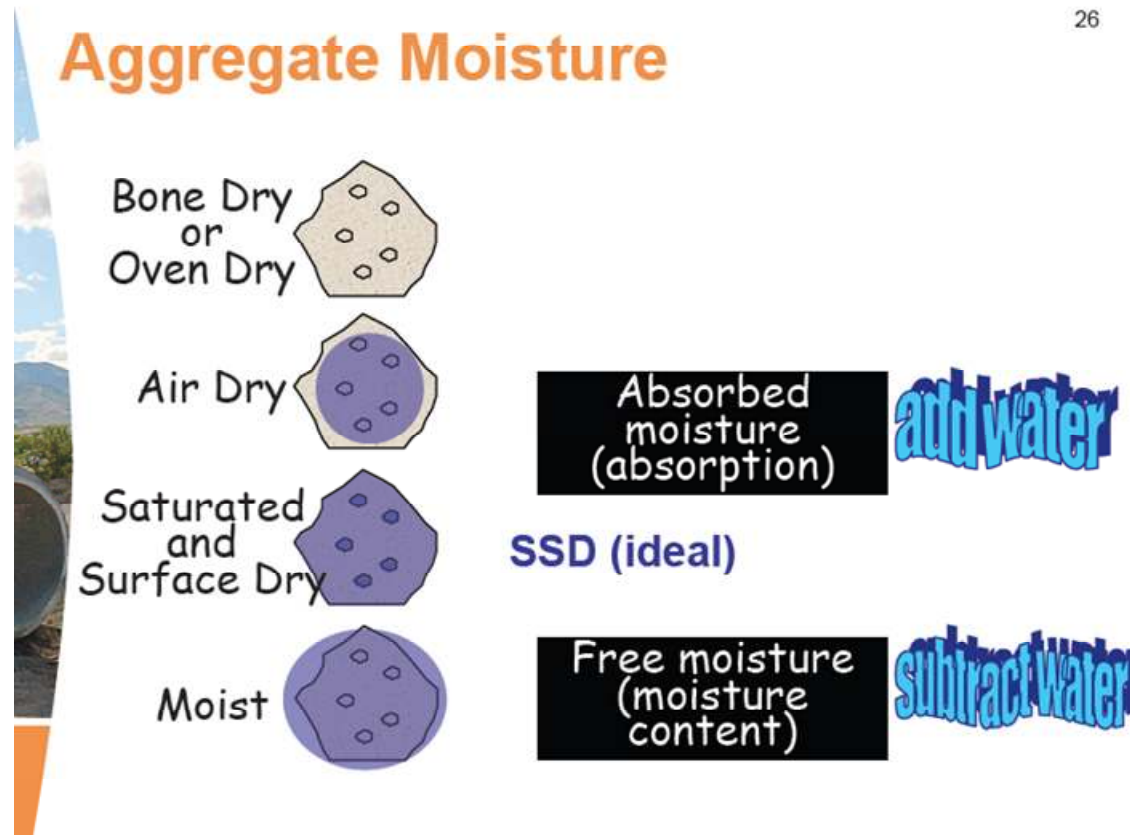 26
Aggregate Moisture
Bone Dry
or
Oven Dry
Air Dry
Absorbed
moisture
(absorption)
add water
Saturated
and
Surface Dry
SSD (ideal)
Moist
Free moisture
(moisture
content)
subtract water